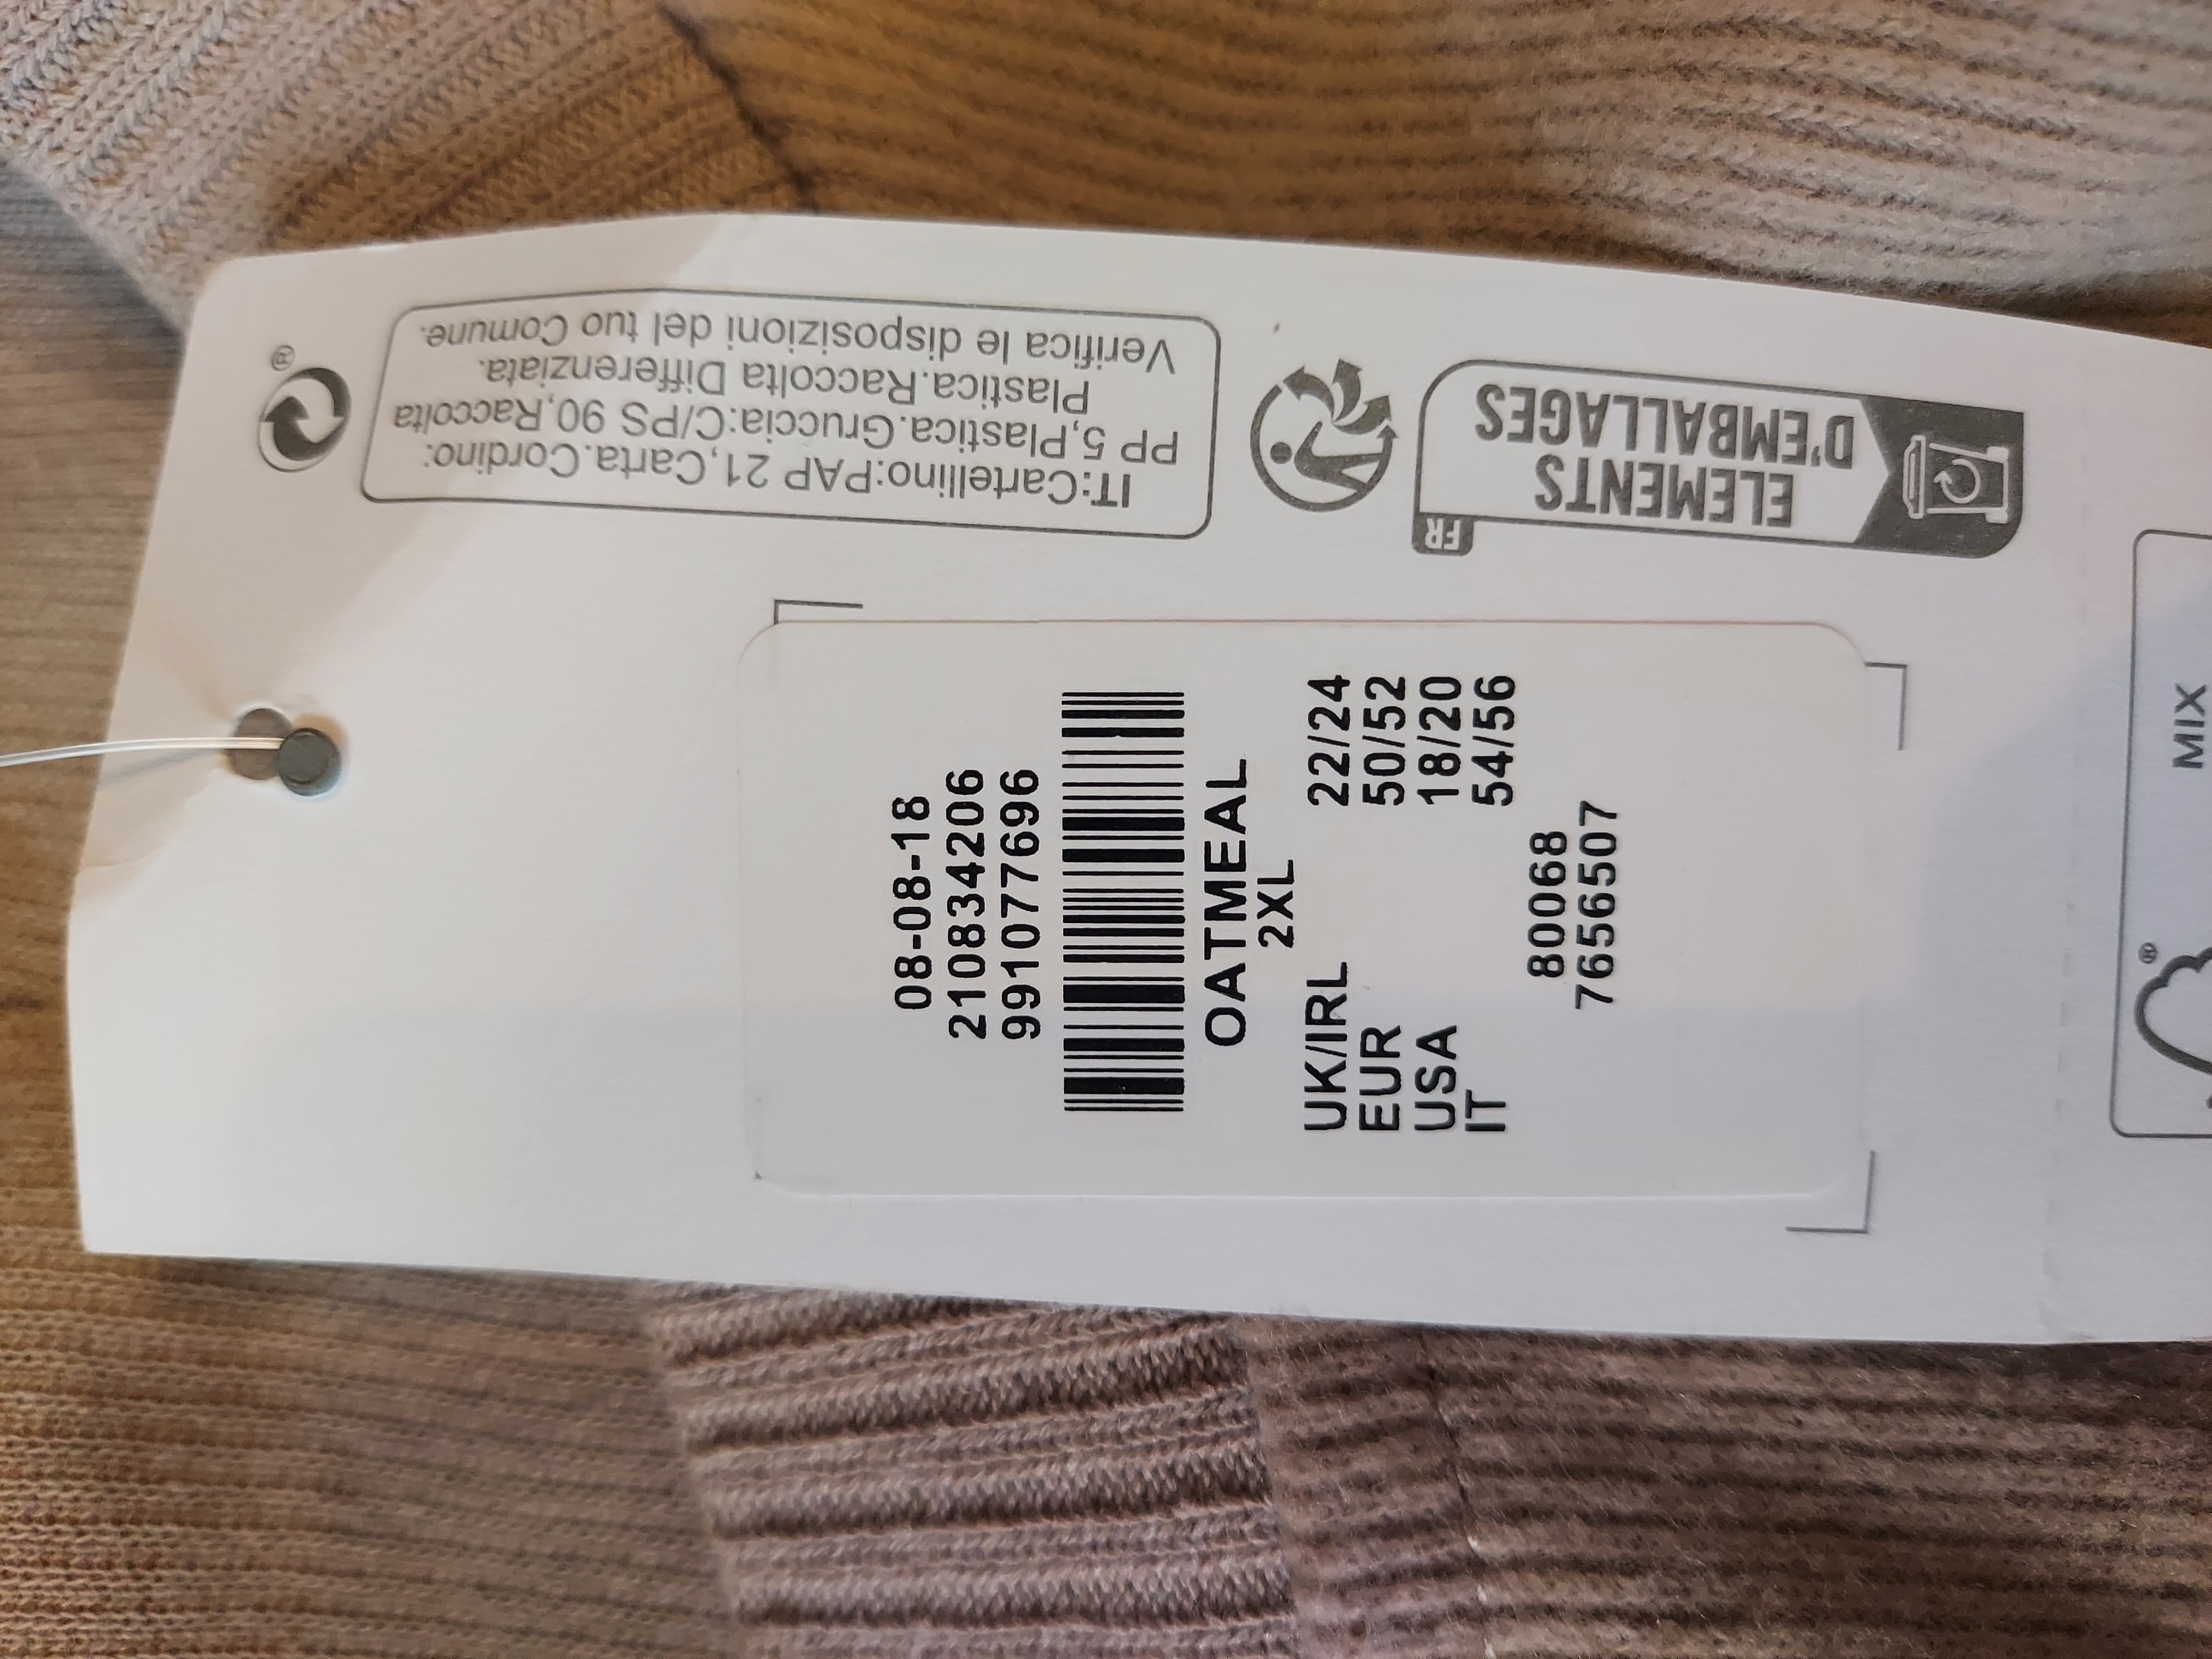 08-08-18
210834206
991077696
OATMEAL
2XL
UK/IRL 22/24
EUR 50/52
USA 18/20
IT 54/56
80068
7656507
IT:Cartellino:PAP 21,Carta.Cordino:
PP 5,Plastica.Gruccia:C/PS 90,Raccolta
Plastica.Raccolta Differenziata.
Verifica le disposizioni del tuo Comune.
®
FR
ELEMENTS
D'EMBALLAGES
MIX
®